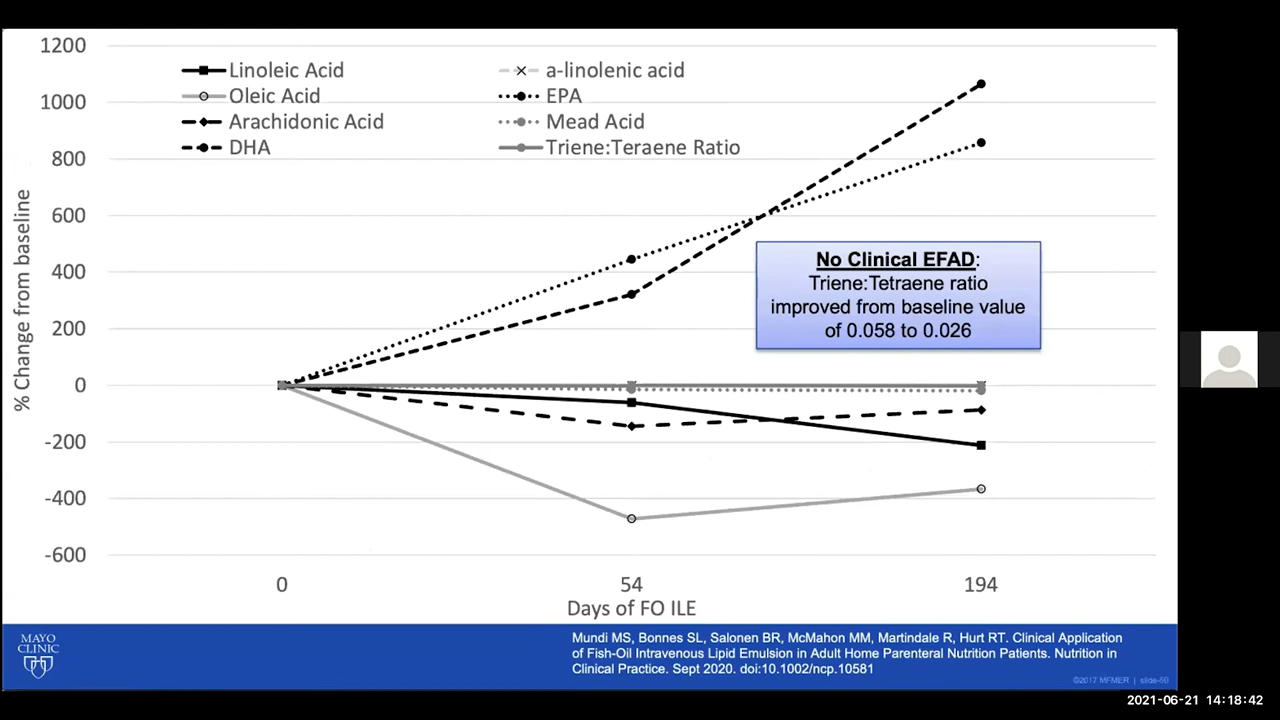 1200
1000
800
600
400
200
0
-200
-400
-600
% Change from baseline
Linoleic Acid
a-linolenic acid
Oleic Acid
EPA
Arachidonic Acid
Mead Acid
DHA
Triene:Teraene Ratio
No Clinical EFAD:
Triene:Tetraene ratio
improved from baseline value
of 0.058 to 0.026
0
54
194
Days of FO ILE
MAYO
CLINIC
Mundi MS, Bonnes SL, Salonen BR, McMahon MM, Martindale R, Hurt RT. Clinical Application
of Fish-Oil Intravenous Lipid Emulsion in Adult Home Parenteral Nutrition Patients. Nutrition in
Clinical Practice. Sept 2020. doi:10.1002/ncp.10581
©2017 MFMER | slide-
2021-06-21 14:18:42